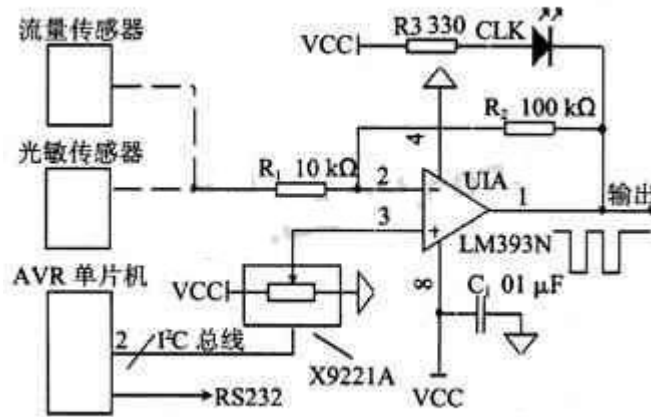 流量传感器
光敏传感器
AVR 单片机
2
I²C 总线
RS232
VCC
R3 330
CLK
R₂ 100 kΩ
4
R₁ 10 kΩ
2
UIA
3
1
输出
LM393N
8
C₁ 01 μF
VCC
X9221A
VCC